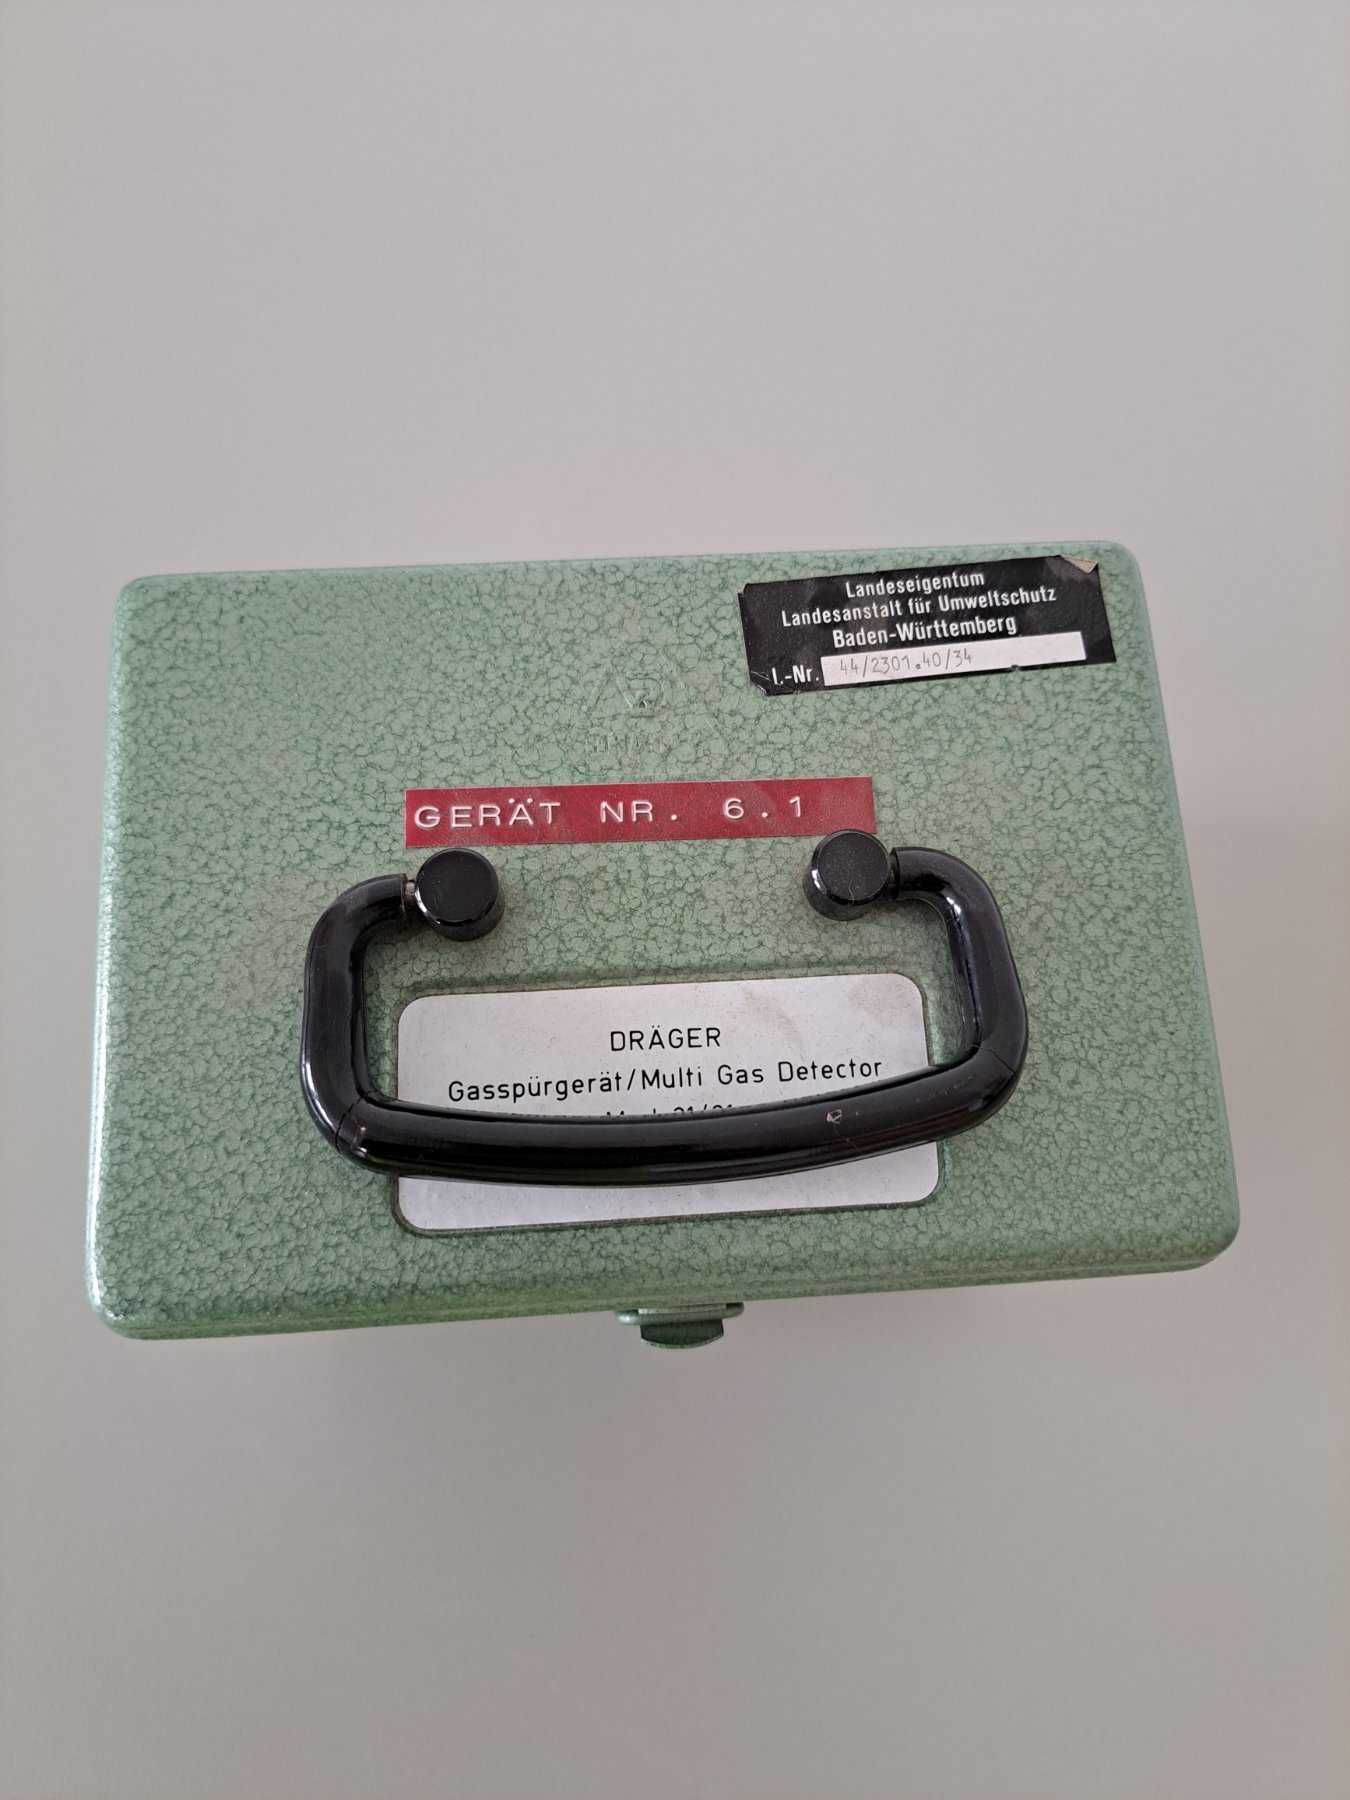 Landeseigentum
Landesanstalt für Umweltschutz
Baden-Württemberg
I.-Nr. 44/2301.40/34
GERÄT NR. 6.1
DRÄGER
Gasspürgerät/Multi Gas Detector